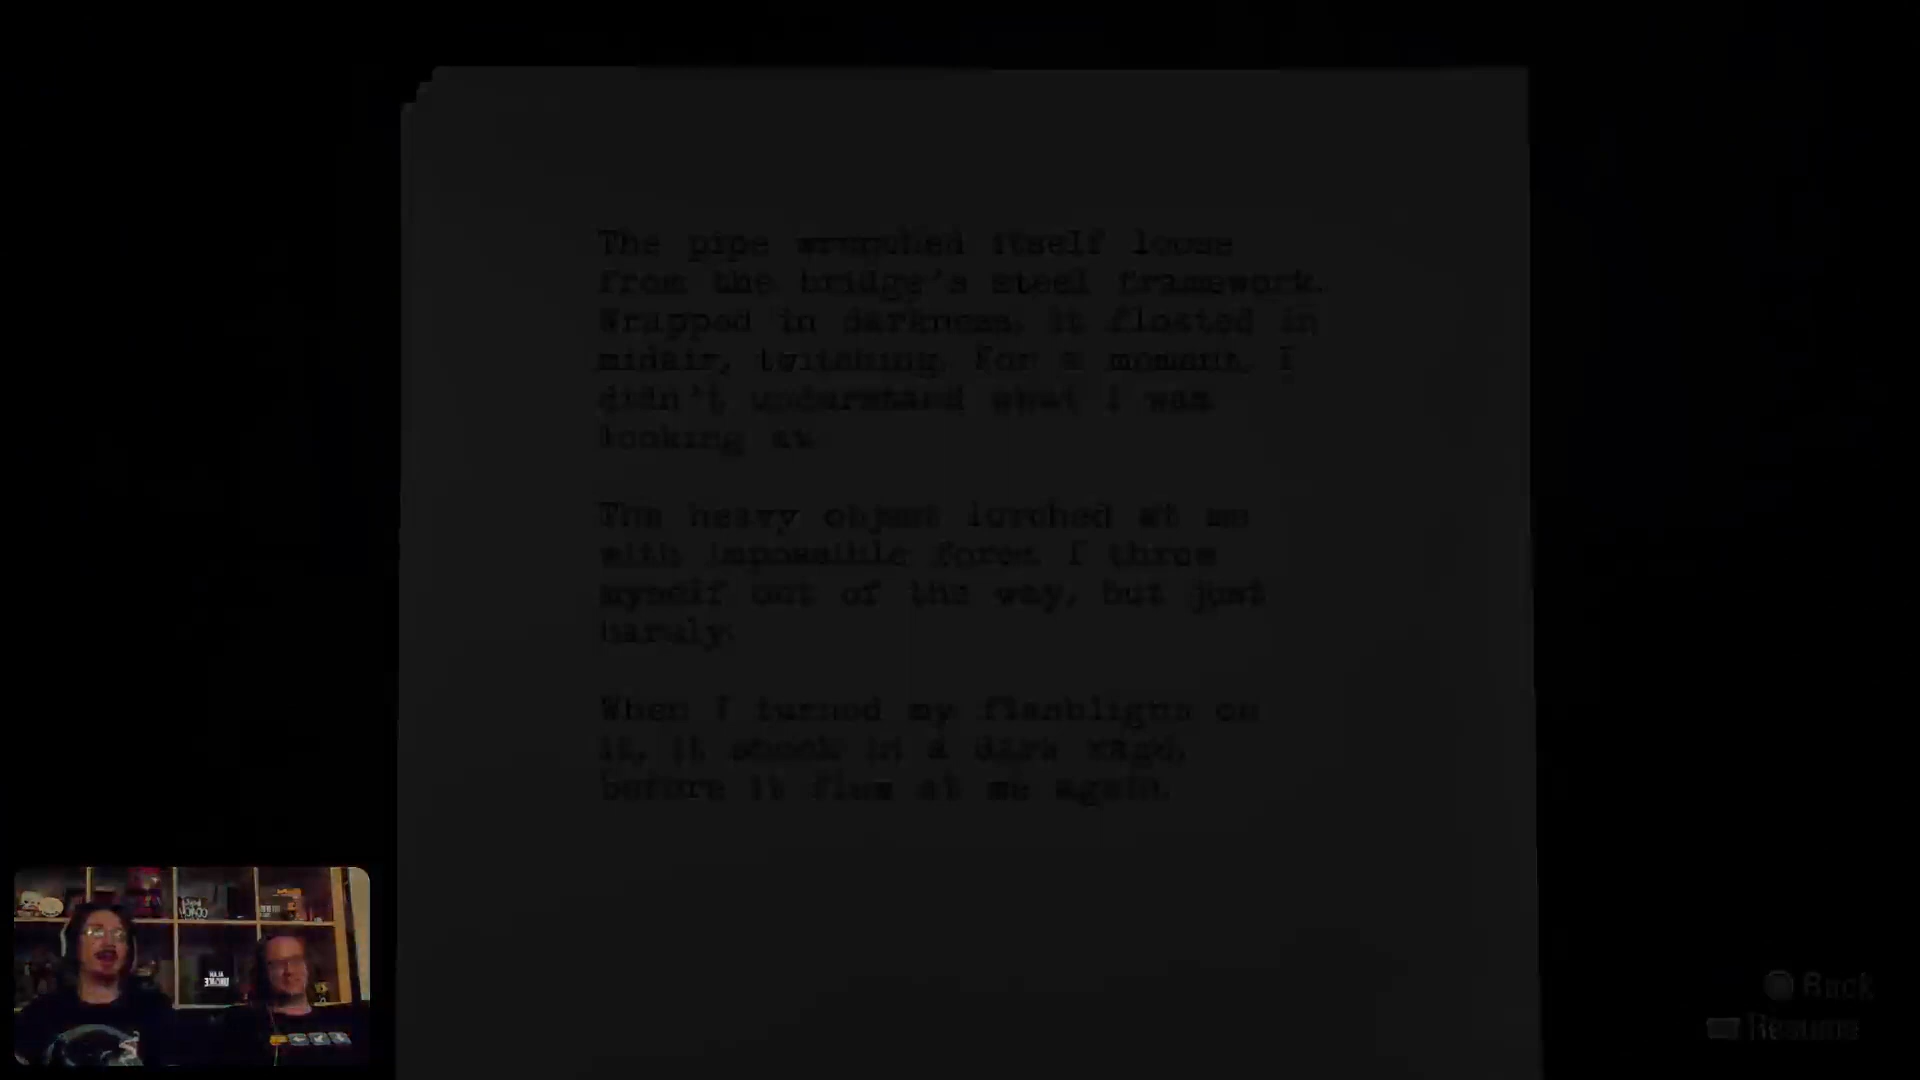 The pipe wrenched itself loose
from the bridge's steel framework.
Wrapped in darkness, it floated in
midair, twitching. For a moment, I
didn't understand what I was
looking at.
The heavy object lurched at me
with impossible force. I threw
myself out of the way, but just
barely.
When I turned my flashlight on
it, it shook in a dark rage,
before it flew at me again.
Back
Resume